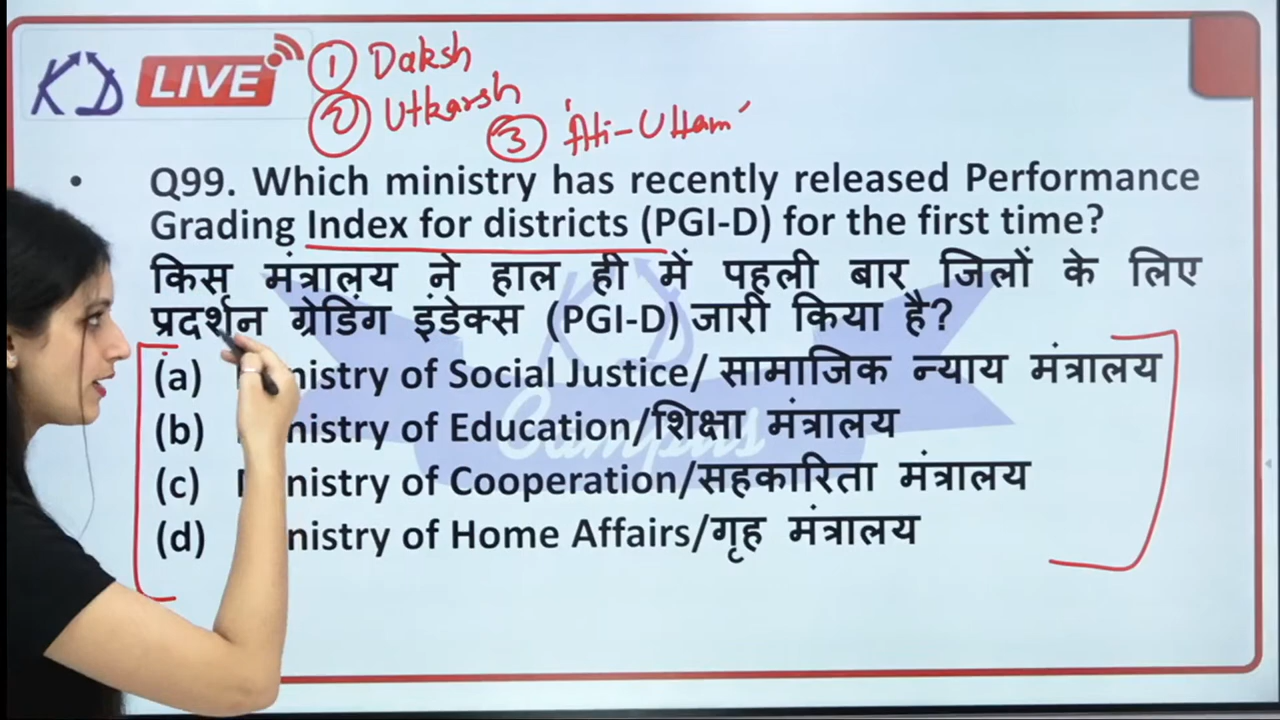 KD LIVE
① Daksh
② Utkarsh
③ 'Ati-Uttam'
• Q99. Which ministry has recently released Performance
Grading Index for districts (PGI-D) for the first time?
किस मंत्रालय ने हाल ही में पहली बार जिलों के लिए
प्रदर्शन ग्रेडिंग इंडेक्स (PGI-D) जारी किया है?
(a) nistry of Social Justice/ सामाजिक न्याय मंत्रालय
(b) nistry of Education/शिक्षा मंत्रालय
(c) nistry of Cooperation/सहकारिता मंत्रालय
(d) nistry of Home Affairs/गृह मंत्रालय
Campus